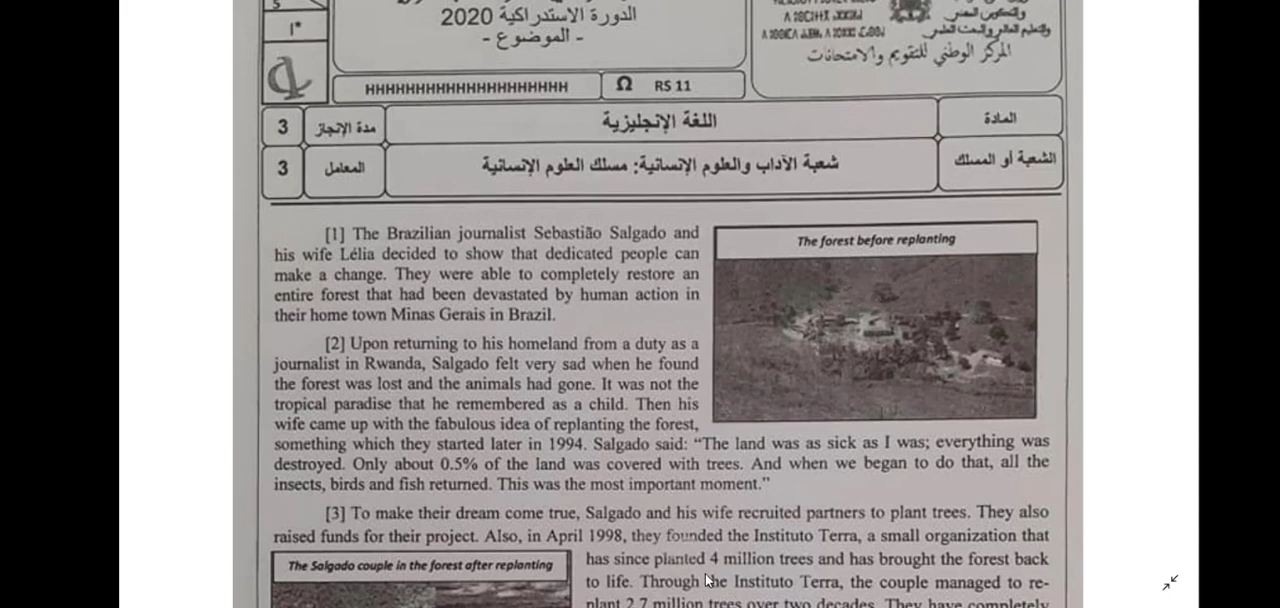 5
1*
الدورة الاستدراكية 2020
- الموضوع -
والتكوين المهني
والتعليم العالي والبحث العلمي
المركز الوطني للتقويم والامتحانات
HHHHHHHHHHHHHHHHHHHH
Ω RS 11
المادة
اللغة الإنجليزية
مدة الإنجاز
3
الشعبة أو المسلك
شعبة الآداب والعلوم الإنسانية: مسلك العلوم الإنسانية
المعامل
3
[1] The Brazilian journalist Sebastião Salgado and
his wife Lélia decided to show that dedicated people can
make a change. They were able to completely restore an
entire forest that had been devastated by human action in
their home town Minas Gerais in Brazil.
The forest before replanting
[2] Upon returning to his homeland from a duty as a
journalist in Rwanda, Salgado felt very sad when he found
the forest was lost and the animals had gone. It was not the
tropical paradise that he remembered as a child. Then his
wife came up with the fabulous idea of replanting the forest,
something which they started later in 1994. Salgado said: “The land was as sick as I was; everything was
destroyed. Only about 0.5% of the land was covered with trees. And when we began to do that, all the
insects, birds and fish returned. This was the most important moment.”
[3] To make their dream come true, Salgado and his wife recruited partners to plant trees. They also
raised funds for their project. Also, in April 1998, they founded the Instituto Terra, a small organization that
has since planted 4 million trees and has brought the forest back
to life. Through the Instituto Terra, the couple managed to re-
plant 2.7 million trees over two decades. They have completely
The Salgado couple in the forest after replanting